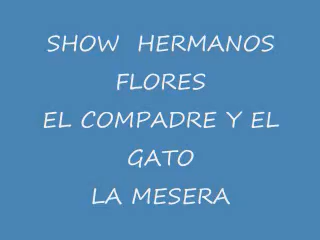 SHOW HERMANOS
FLORES
EL COMPADRE Y EL
GATO
LA MESERA